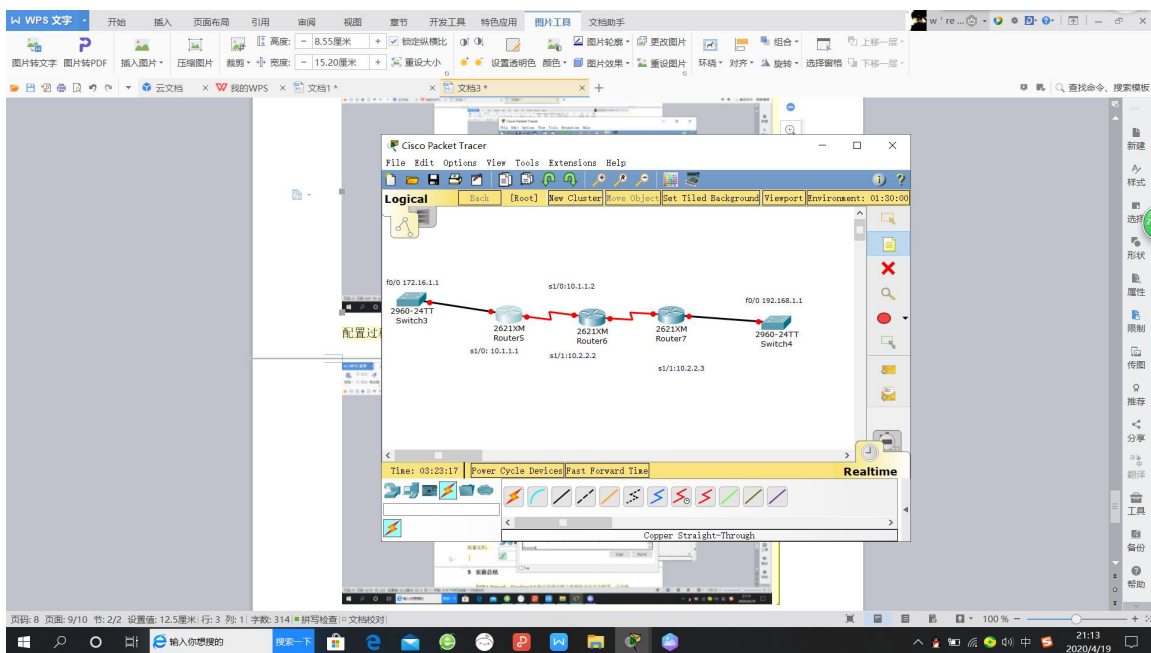 WPS 文字 开始 插入 页面布局 引用 审阅 视图 章节 开发工具 特色应用 图片工具 文档助手 w ' re ...
高度: - 8.55厘米 + 锁定纵横比 图片轮廓 更改图片 组合 上移一层
图片转文字 图片转PDF 插入图片 压缩图片 裁剪 宽度: - 15.20厘米 + 重设大小 设置透明色 颜色 图片效果 重设图片 环绕 对齐 旋转 选择窗格 下移一层
云文档 × 我的WPS × 文档1 * × 文档3 * × + 查找命令、搜索模板
Cisco Packet Tracer
File Edit Options View Tools Extensions Help
Logical Back [Root] New Cluster Move Object Set Tiled Background Viewport Environment: 01:30:00
f0/0 172.16.1.1
s1/0:10.1.1.2
f0/0 192.168.1.1
2960-24TT
Switch3
2621XM
Router5
2621XM
Router6
2621XM
Router7
2960-24TT
Switch4
s1/0: 10.1.1.1
s1/1:10.2.2.2
s1/1:10.2.2.3
Time: 03:23:17 Power Cycle Devices Fast Forward Time Realtime
Copper Straight-Through
配置过
5 实验总结
新建
样式
选择
形状
属性
限制
传图
推荐
分享
翻译
工具
备份
帮助
页码: 8 页面: 9/10 节: 2/2 设置值: 12.5厘米 行: 3 列: 1 字数: 314 拼写检查 文档校对 100 % - +
输入你想搜的 搜索一下 中 21:13
2020/4/19